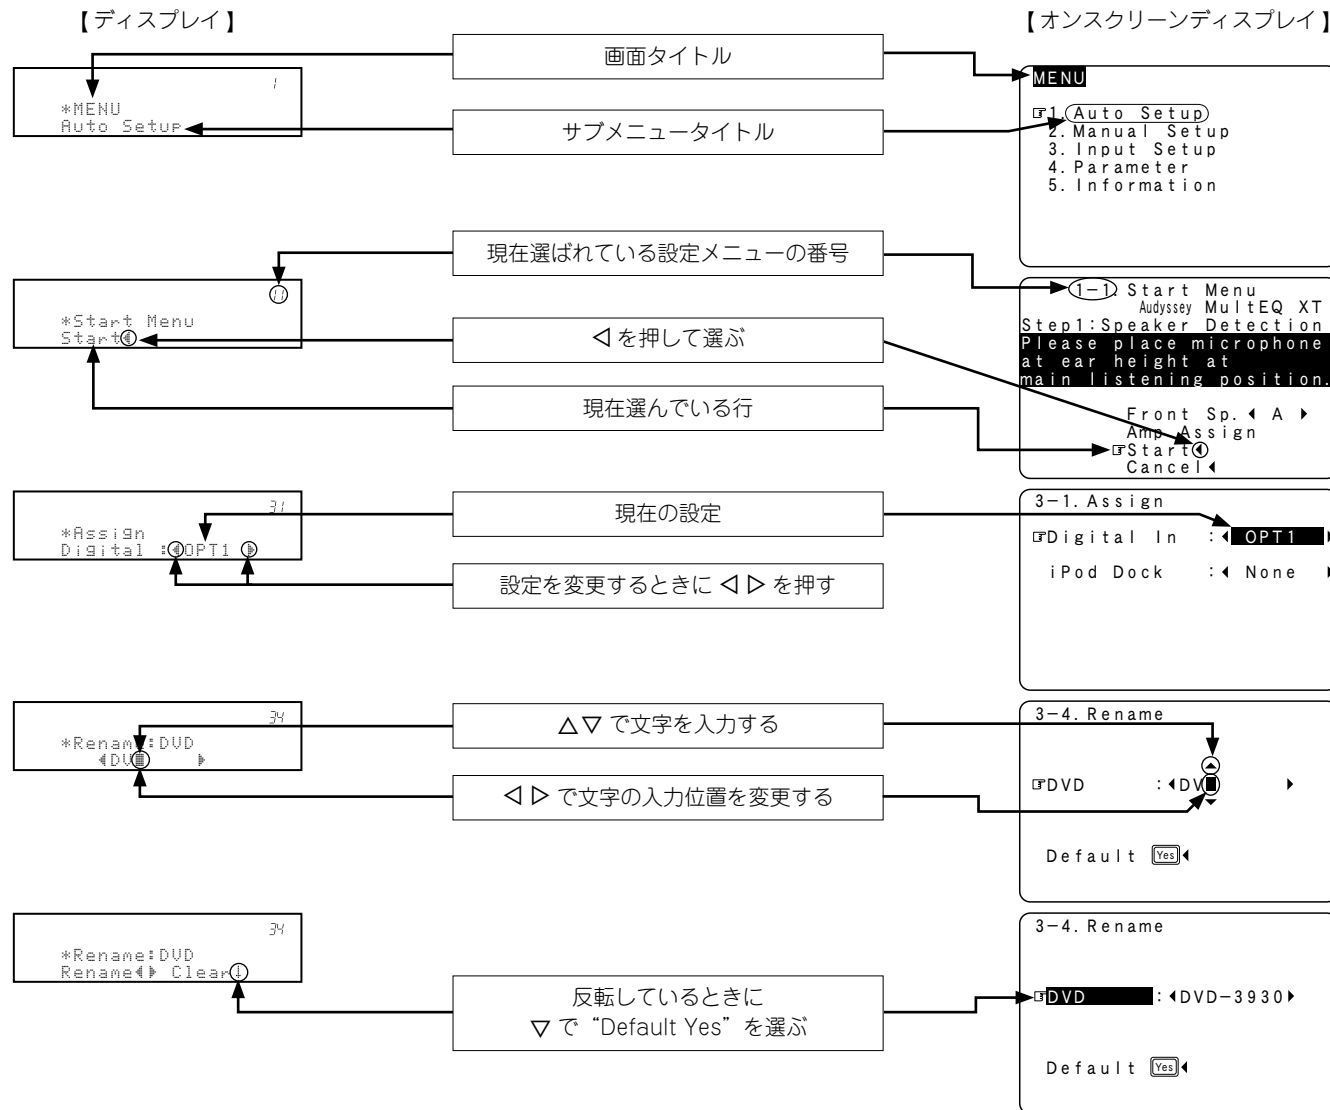 【ディスプレイ】
【オンスクリーンディスプレイ】
1
*MENU
Auto Setup
画面タイトル
サブメニュータイトル
MENU
☞1. Auto Setup
2. Manual Setup
3. Input Setup
4. Parameter
5. Information
11
*Start Menu
Start◀
現在選ばれている設定メニューの番号
◁を押して選ぶ
現在選んでいる行
1-1. Start Menu
Audyssey MultEQ XT
Step1:Speaker Detection
Please place microphone
at ear height at
main listening position.
Front Sp.◀ A ▶
Amp Assign
☞Start◀
Cancel◀
31
*Assign
Digital :◀OPT1 ▶
現在の設定
設定を変更するときに ◁ ▷ を押す
3-1. Assign
☞Digital In :◀ OPT1 ▶
iPod Dock :◀ None ▶
34
*Rename:DVD
◀DV■ ▶
△▽ で文字を入力する
◁ ▷ で文字の入力位置を変更する
3-4. Rename
▲
☞DVD :◀DV■ ▶
▼
Default Yes◀
34
*Rename:DVD
Rename◀▶ Clear↓
反転しているときに
▽ で“Default Yes”を選ぶ
3-4. Rename
☞DVD :◀DVD-3930▶
Default Yes◀